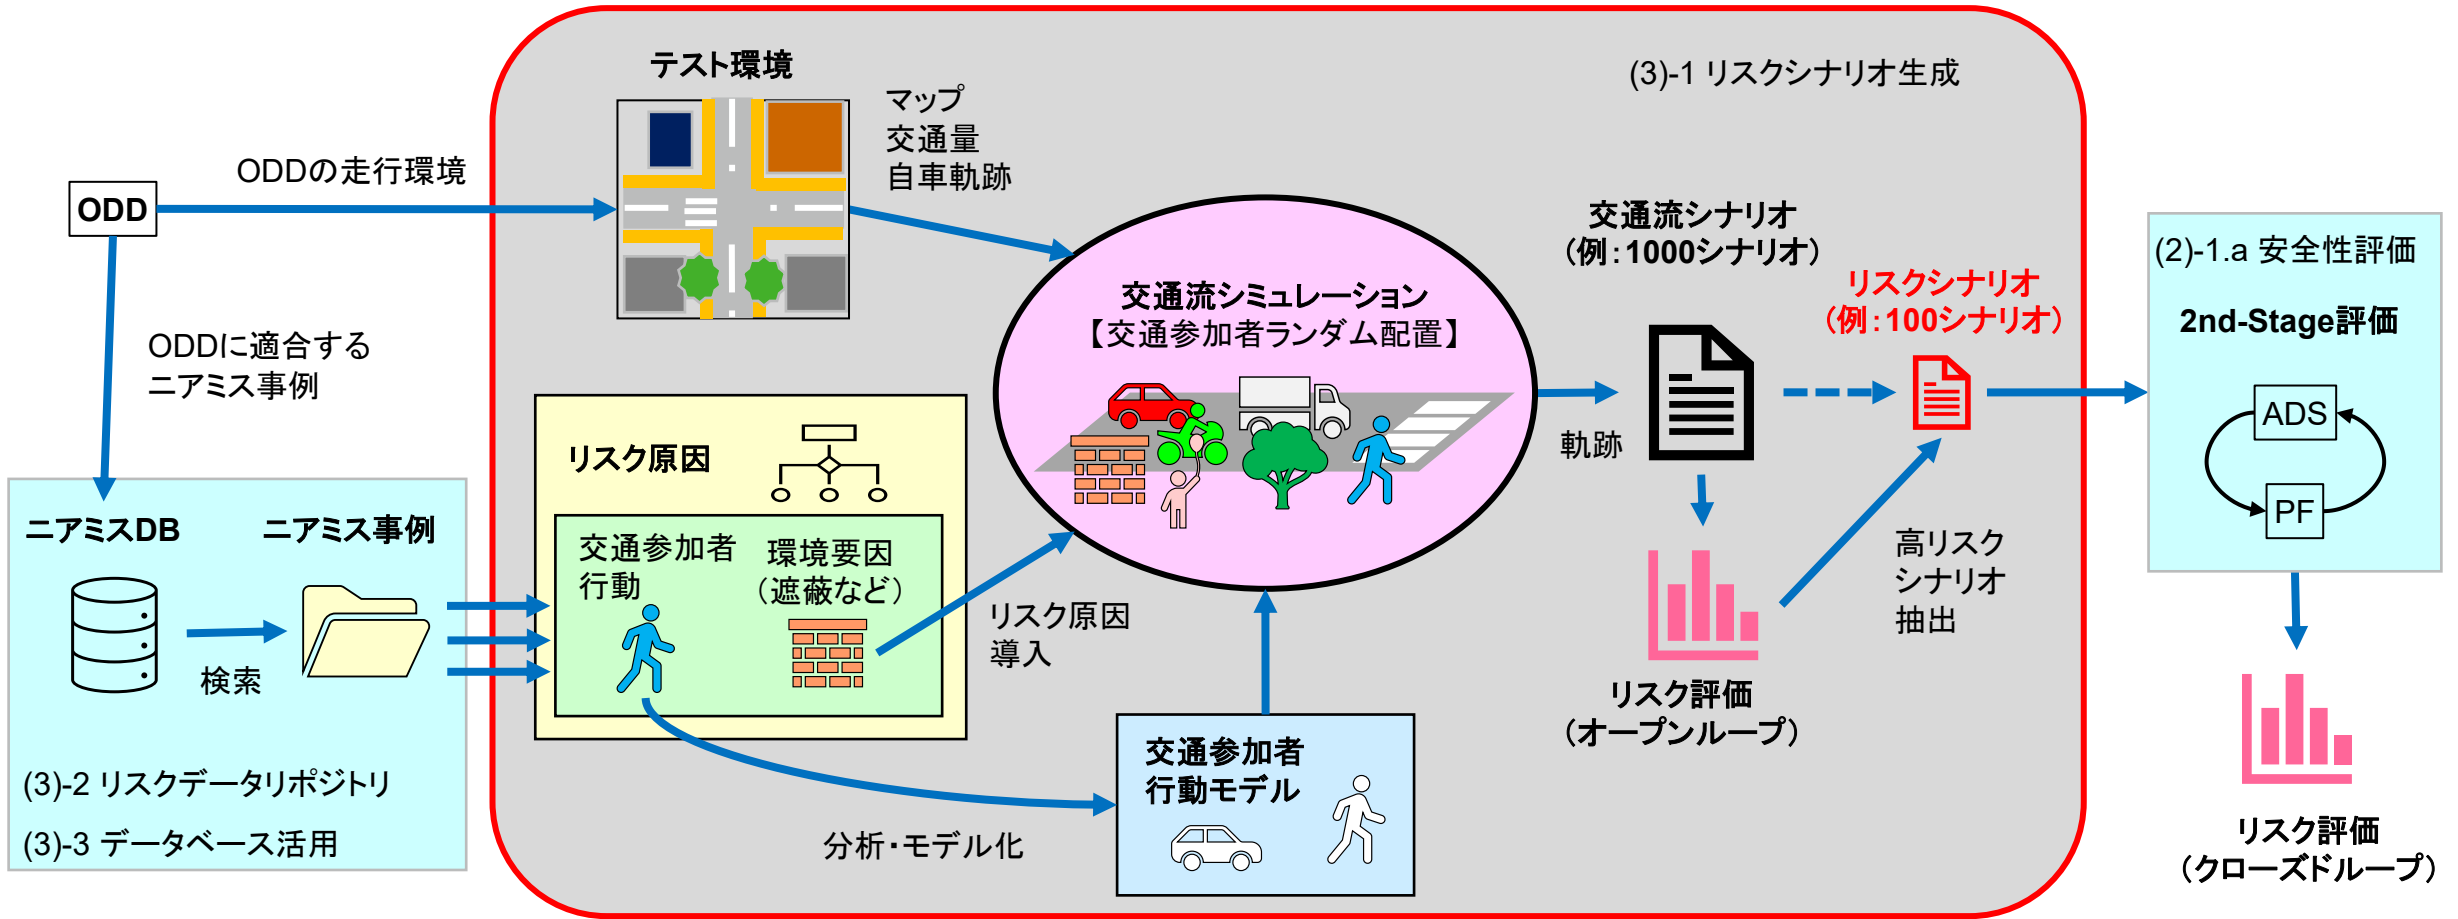 (3)-1 リスクシナリオ生成
テスト環境
マップ
交通量
自車軌跡
ODDの走行環境
ODD
ODDに適合する
ニアミス事例
ニアミスDB
ニアミス事例
検索
(3)-2 リスクデータリポジトリ
(3)-3 データベース活用
リスク原因
交通参加者
行動
環境要因
（遮蔽など）
リスク原因
導入
分析・モデル化
交通参加者
行動モデル
交通流シミュレーション
【交通参加者ランダム配置】
軌跡
交通流シナリオ
（例：1000シナリオ）
リスクシナリオ
（例：100シナリオ）
高リスク
シナリオ
抽出
リスク評価
（オープンループ）
(2)-1.a 安全性評価
2nd-Stage評価
ADS
PF
リスク評価
（クローズドループ）